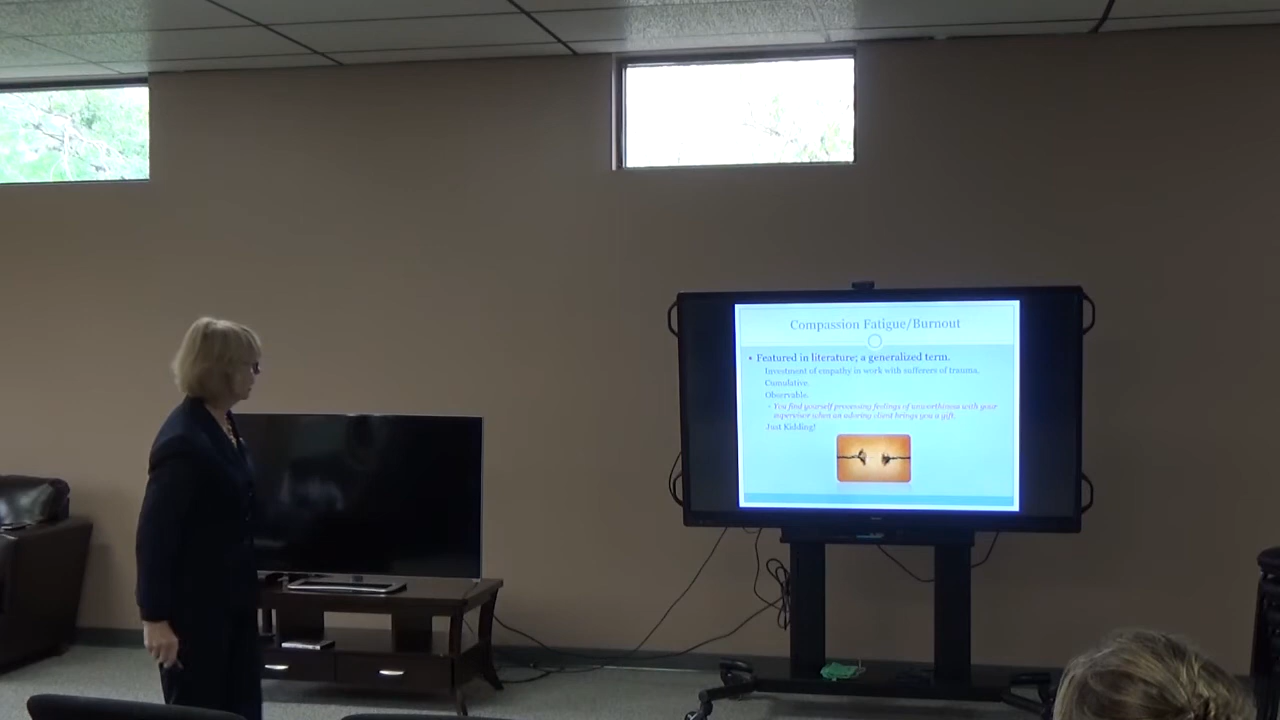 Compassion Fatigue/Burnout
• Featured in literature; a generalized term.
Investment of empathy in work with sufferers of trauma.
Cumulative.
Observable.
You find yourself processing feelings of unworthiness with your
supervisor when an adoring client brings you a gift.
Just Kidding!